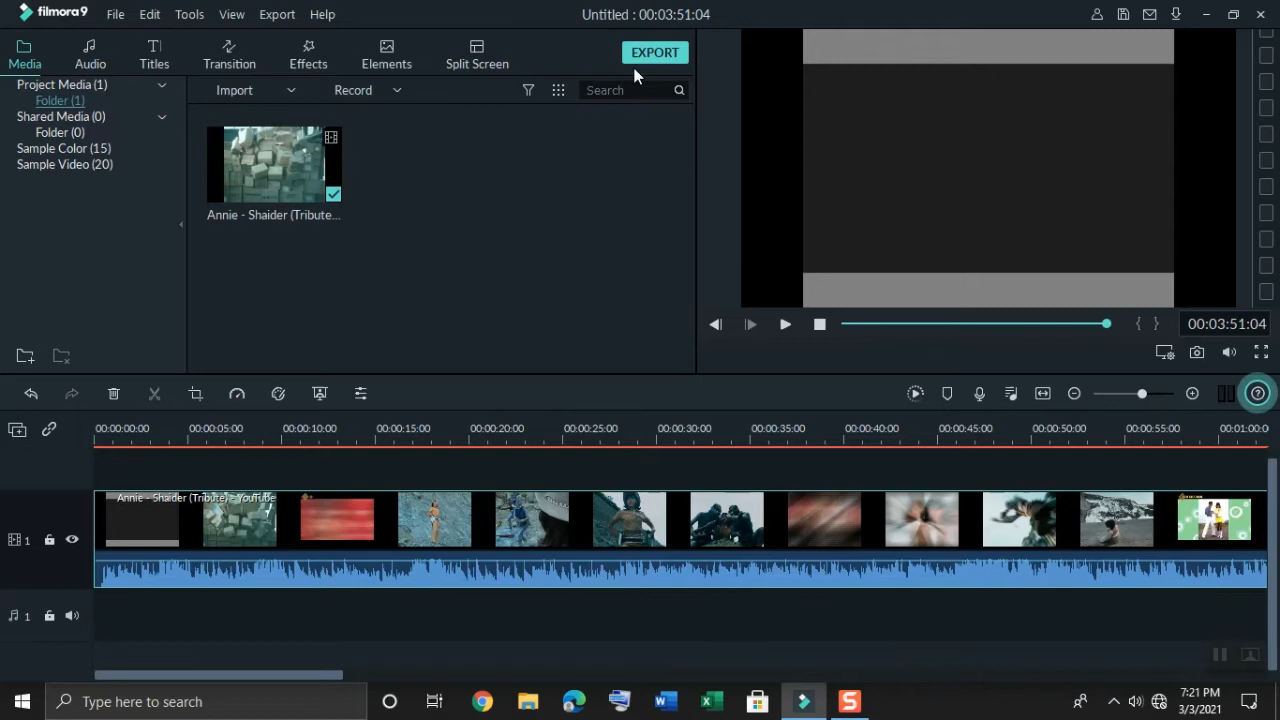 filmora9 File Edit Tools View Export Help Untitled : 00:03:51:04
Media Audio Titles Transition Effects Elements Split Screen EXPORT
Project Media (1)
Folder (1)
Shared Media (0)
Folder (0)
Sample Color (15)
Sample Video (20)
Import Record Search
Annie - Shaider (Tribute...
00:03:51:04
00:00:00:00 00:00:05:00 00:00:10:00 00:00:15:00 00:00:20:00 00:00:25:00 00:00:30:00 00:00:35:00 00:00:40:00 00:00:45:00 00:00:50:00 00:00:55:00 00:01:00:0
Annie - Shaider (Tribute) - YouTube
1
1
Type here to search
7:21 PM
3/3/2021